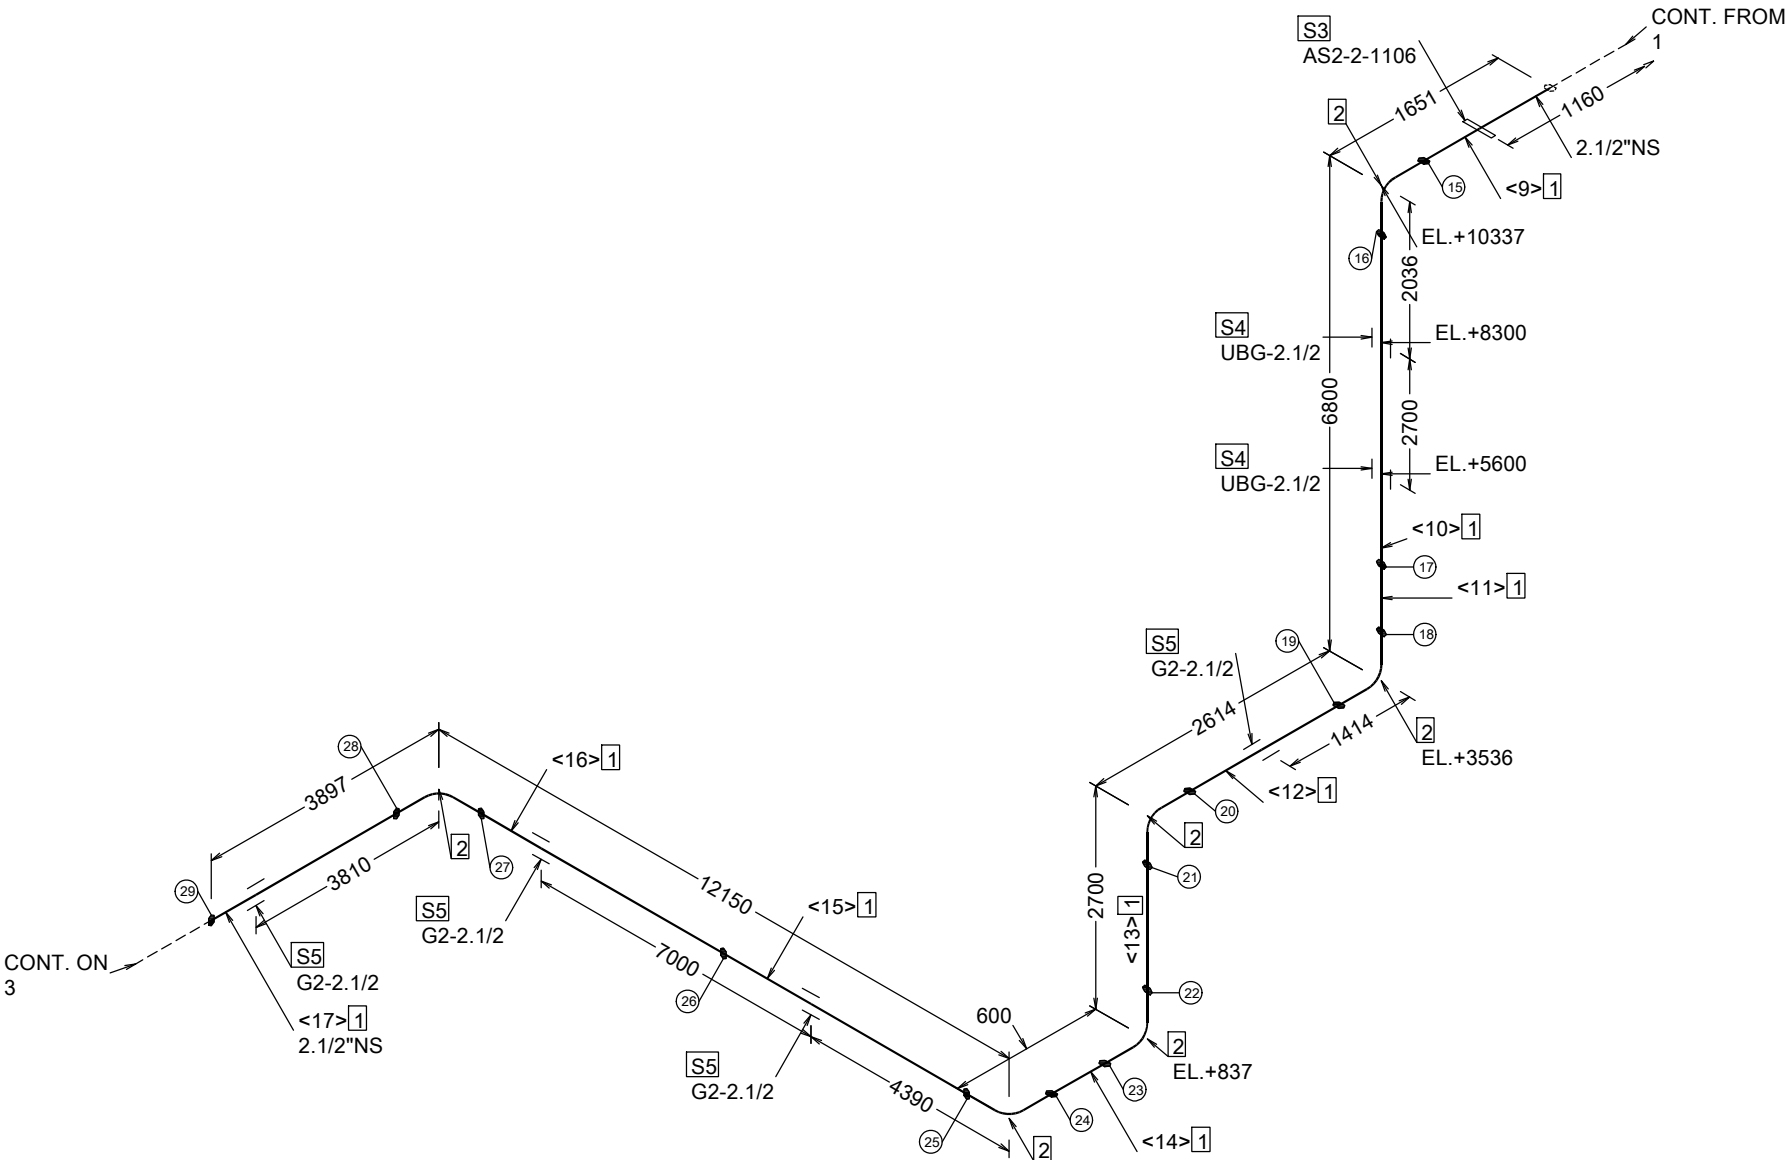 CONT. FROM
1
S3
AS2-2-1106
1651
1160
2
2.1/2"NS
15
<9> 1
EL.+10337
16
2036
S4
UBG-2.1/2
EL.+8300
6800
2700
S4
UBG-2.1/2
EL.+5600
<10> 1
17
<11> 1
18
19
S5
G2-2.1/2
2614
1414
2
EL.+3536
<12> 1
20
2
21
2700
<13> 1
22
2
EL.+837
23
600
24
<14> 1
2
25
4390
S5
G2-2.1/2
7000
26
<15> 1
12150
<16> 1
27
S5
G2-2.1/2
2
28
3897
3810
29
S5
G2-2.1/2
<17> 1
2.1/2"NS
CONT. ON
3